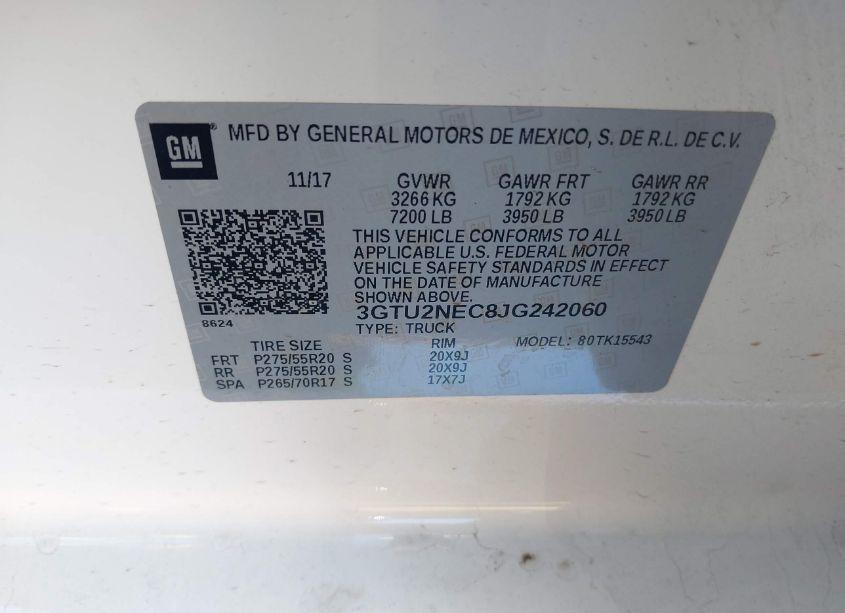 GM® MFD BY GENERAL MOTORS DE MEXICO, S. DE R.L. DE C.V.
11/17 GVWR GAWR FRT GAWR RR
3266 KG 1792 KG 1792 KG
7200 LB 3950 LB 3950 LB
THIS VEHICLE CONFORMS TO ALL
APPLICABLE U.S. FEDERAL MOTOR
VEHICLE SAFETY STANDARDS IN EFFECT
ON THE DATE OF MANUFACTURE
SHOWN ABOVE.
3GTU2NEC8JG242060
8624
TYPE: TRUCK
TIRE SIZE RIM MODEL: 80TK15543
FRT P275/55R20 S 20X9J
RR P275/55R20 S 20X9J
SPA P265/70R17 S 17X7J